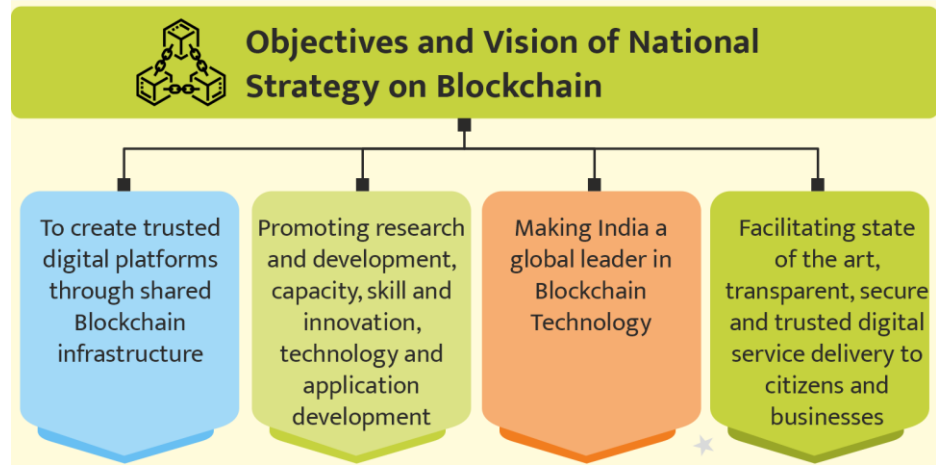 Objectives and Vision of National
Strategy on Blockchain
To create trusted
digital platforms
through shared
Blockchain
infrastructure
Promoting research
and development,
capacity, skill and
innovation,
technology and
application
development
Making India a
global leader in
Blockchain
Technology
Facilitating state
of the art,
transparent, secure
and trusted digital
service delivery to
citizens and
businesses